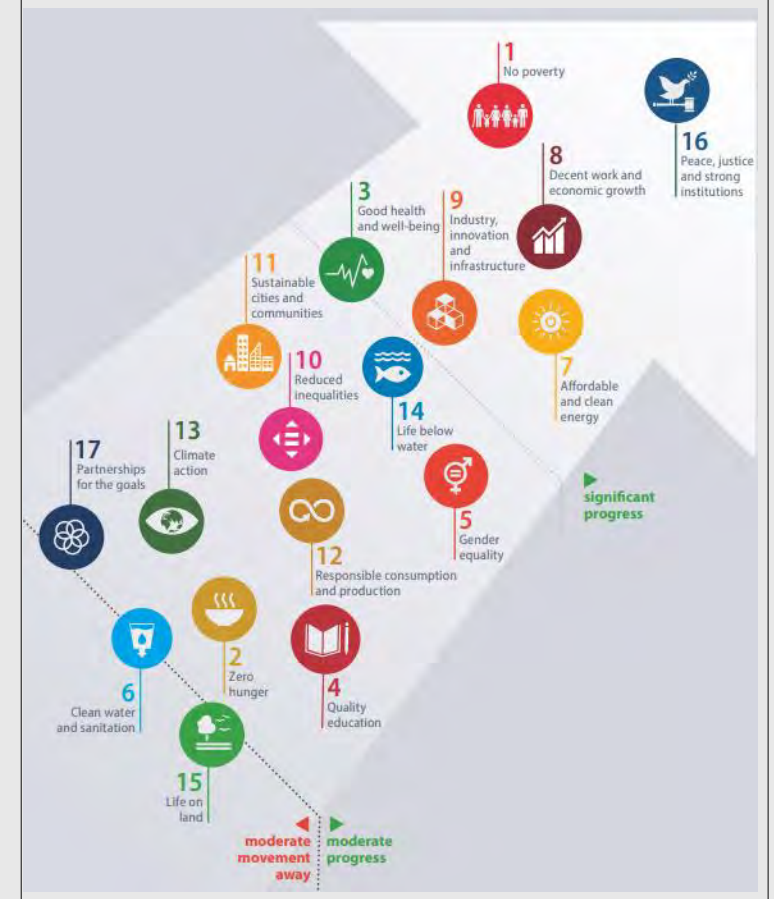 1
No poverty
16
Peace, justice
and strong
institutions
8
Decent work and
economic growth
3
Good health
and well-being
9
Industry,
innovation
and
infrastructure
11
Sustainable
cities and
communities
7
Affordable
and clean
energy
10
Reduced
inequalities
14
Life below
water
13
Climate
action
17
Partnerships
for the goals
5
Gender
equality
significant
progress
12
Responsible consumption
and production
2
Zero
hunger
4
Quality
education
6
Clean water
and sanitation
15
Life on
land
moderate
movement
away
moderate
progress